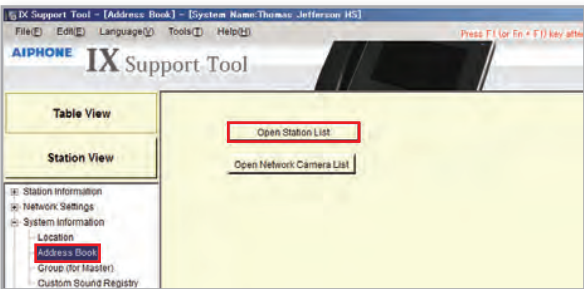 IX Support Tool - [Address Book] - [System Name:Thomas Jefferson HS]
File(F) Edit(E) Language(V) Tools(T) Help(H)
Press F1 (or Fn + F1) key
AIPHONE IX Support Tool
Table View
Station View
Open Station List
Open Network Camera List
Station Information
Network Settings
System Information
Location
Address Book
Group (for Master)
Custom Sound Registry